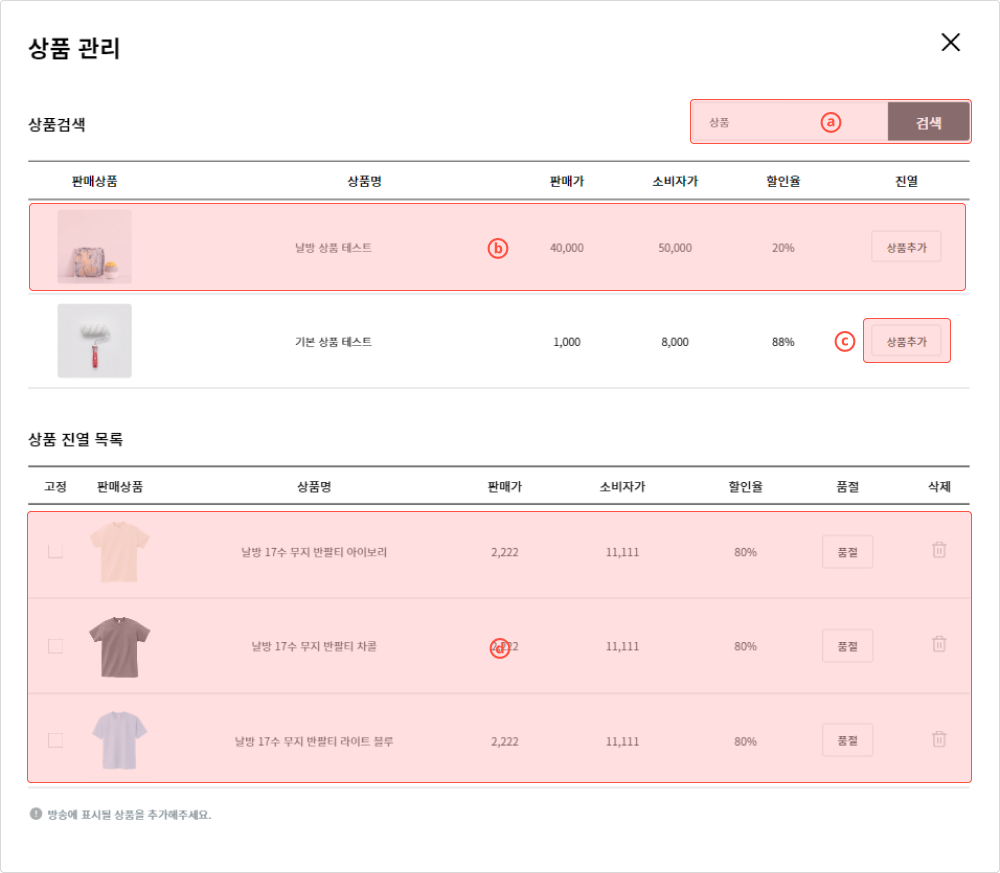 상품 관리
상품검색
상품 ⓐ 검색
판매상품 상품명 판매가 소비자가 할인율 진열
날방 상품 테스트 ⓑ 40,000 50,000 20% 상품추가
기본 상품 테스트 1,000 8,000 88% ⓒ 상품추가
상품 진열 목록
고정 판매상품 상품명 판매가 소비자가 할인율 품절 삭제
날방 17수 무지 반팔티 아이보리 2,222 11,111 80% 품절
날방 17수 무지 반팔티 차콜 ⓓ 2,222 11,111 80% 품절
날방 17수 무지 반팔티 라이트 블루 2,222 11,111 80% 품절
방송에 표시될 상품을 추가해주세요.